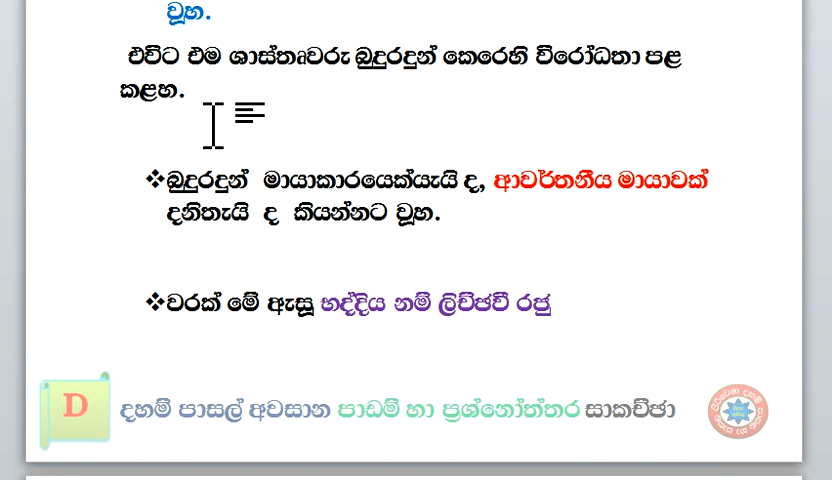 වූහ.
එවිට එම ශාස්තෘවරු බුදුරදුන් කෙරෙහි විරෝධතා පළ
කළහ.
❖බුදුරදුන් මායාකාරයෙක්යැයි ද, ආවර්තනීය මායාවක්
දනිතැයි ද කියන්නට වූහ.
❖වරක් මේ ඇසූ භද්දිය නම් ලිච්ඡවී රජු
D
දහම් පාසල් අවසාන පාඩම් හා ප්‍රශ්නෝත්තර සාකච්ඡා